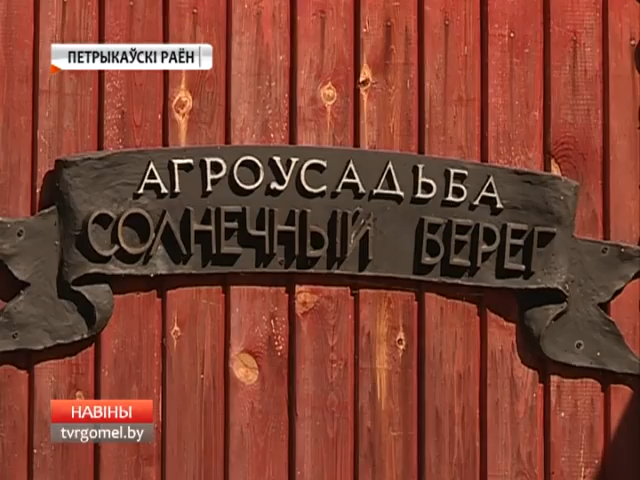 ПЕТРЫКАЎСКІ РАЁН
АГРОУСАДЬБА
СОЛНЕЧНЫЙ БЕРЕГ
НАВІНЫ
tvrgomel.by